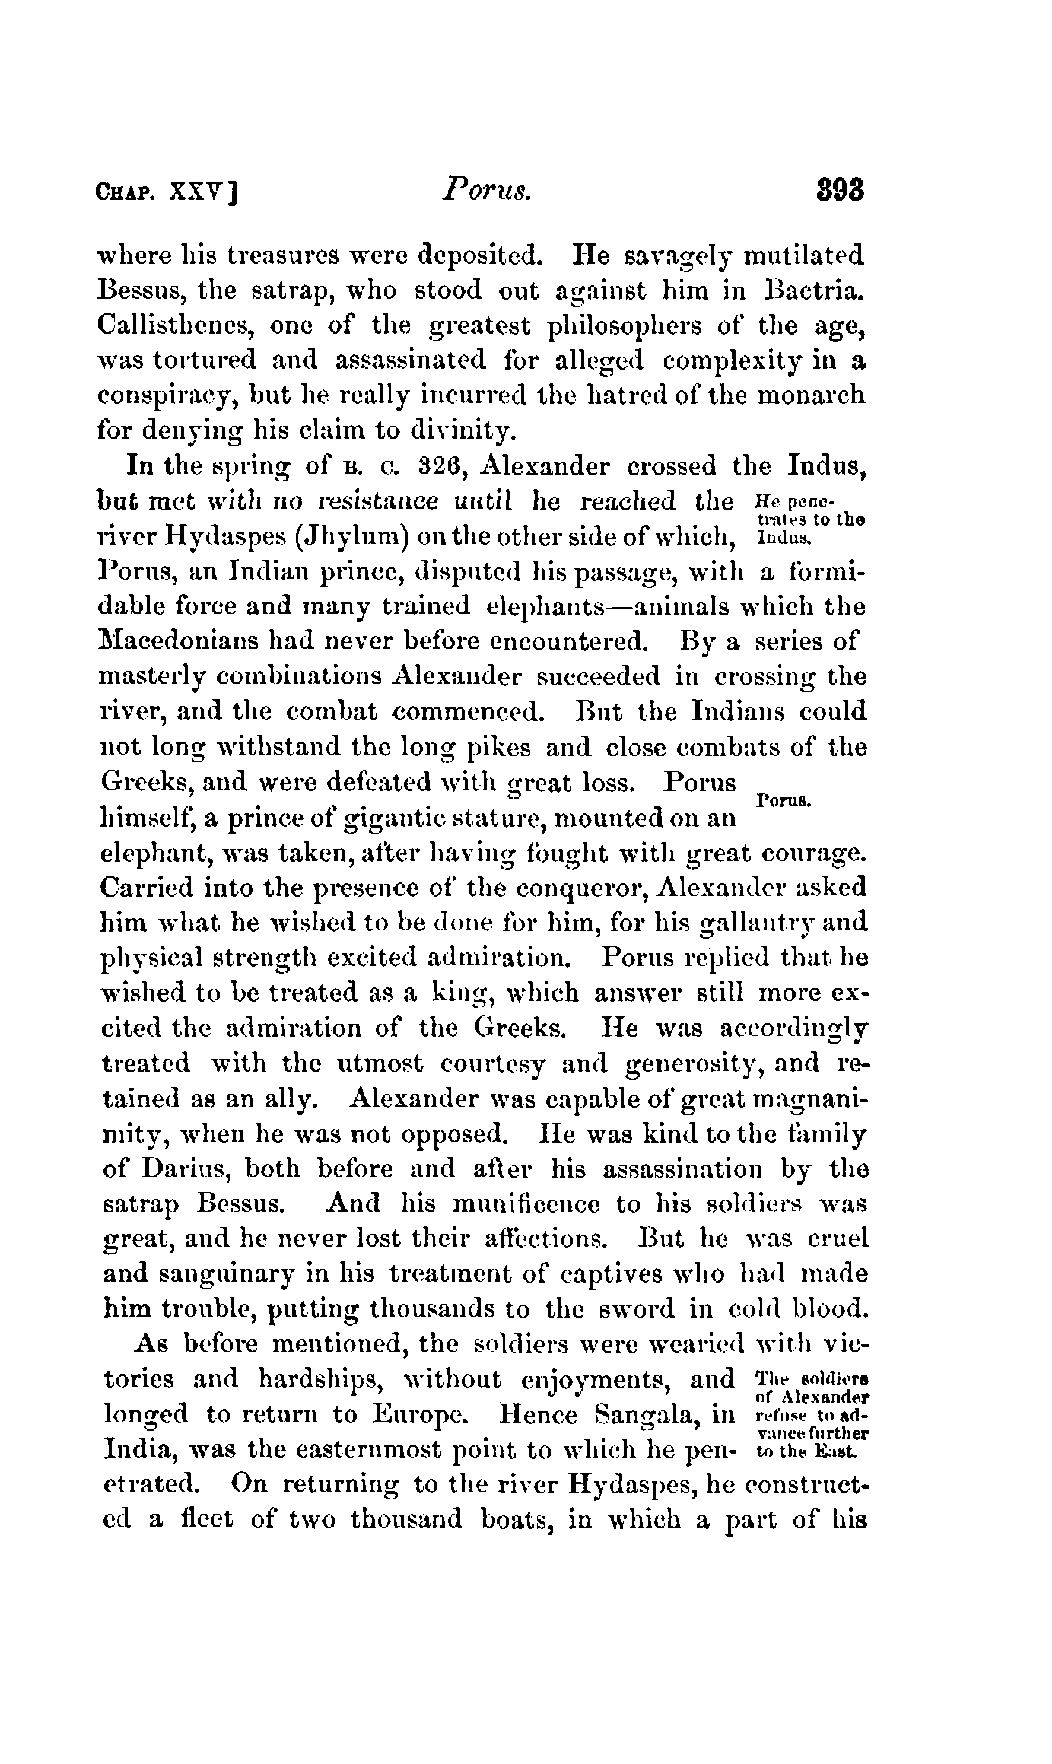 CHAP. XXV] Porus. 393
where his treasures were deposited. He savagely mutilated
Bessus, the satrap, who stood out against him in Bactria.
Callisthenes, one of the greatest philosophers of the age,
was tortured and assassinated for alleged complexity in a
conspiracy, but he really incurred the hatred of the monarch
for denying his claim to divinity.
In the spring of B. C. 326, Alexander crossed the Indus,
but met with no resistance until he reached the
He pene-
trates to the
Indus.
river Hydaspes (Jhylum) on the other side of which,
Porus, an Indian prince, disputed his passage, with a formi-
dable force and many trained elephants—animals which the
Macedonians had never before encountered. By a series of
masterly combinations Alexander succeeded in crossing the
river, and the combat commenced. But the Indians could
not long withstand the long pikes and close combats of the
Greeks, and were defeated with great loss. Porus
Porus.
himself, a prince of gigantic stature, mounted on an
elephant, was taken, after having fought with great courage.
Carried into the presence of the conqueror, Alexander asked
him what he wished to be done for him, for his gallantry and
physical strength excited admiration. Porus replied that he
wished to be treated as a king, which answer still more ex-
cited the admiration of the Greeks. He was accordingly
treated with the utmost courtesy and generosity, and re-
tained as an ally. Alexander was capable of great magnani-
mity, when he was not opposed. He was kind to the family
of Darius, both before and after his assassination by the
satrap Bessus. And his munificence to his soldiers was
great, and he never lost their affections. But he was cruel
and sanguinary in his treatment of captives who had made
him trouble, putting thousands to the sword in cold blood.
As before mentioned, the soldiers were wearied with vic-
tories and hardships, without enjoyments, and
The soldiers
of Alexander
refuse to ad-
vance further
to the East.
longed to return to Europe. Hence Sangala, in
India, was the easternmost point to which he pen-
etrated. On returning to the river Hydaspes, he construct-
ed a fleet of two thousand boats, in which a part of his